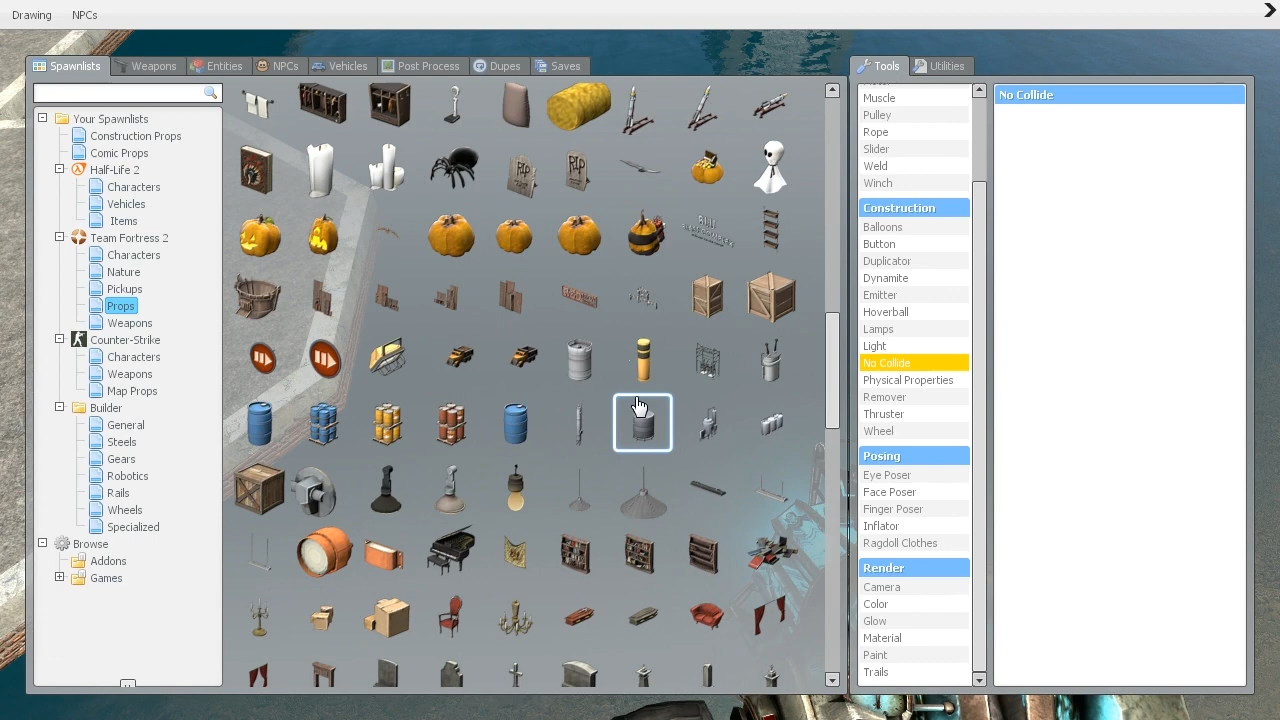 Drawing NPCs
Spawnlists Weapons Entities NPCs Vehicles Post Process Dupes Saves
Tools Utilities
Your Spawnlists
Construction Props
Comic Props
Half-Life 2
Characters
Vehicles
Items
Team Fortress 2
Characters
Nature
Pickups
Props
Weapons
Counter-Strike
Characters
Weapons
Map Props
Builder
General
Steels
Gears
Robotics
Rails
Wheels
Specialized
Browse
Addons
Games
RIP
RIP
Muscle
Pulley
Rope
Slider
Weld
Winch
Construction
Balloons
Button
Duplicator
Dynamite
Emitter
Hoverball
Lamps
Light
No Collide
Physical Properties
Remover
Thruster
Wheel
Posing
Eye Poser
Face Poser
Finger Poser
Inflator
Ragdoll Clothes
Render
Camera
Color
Glow
Material
Paint
Trails
No Collide